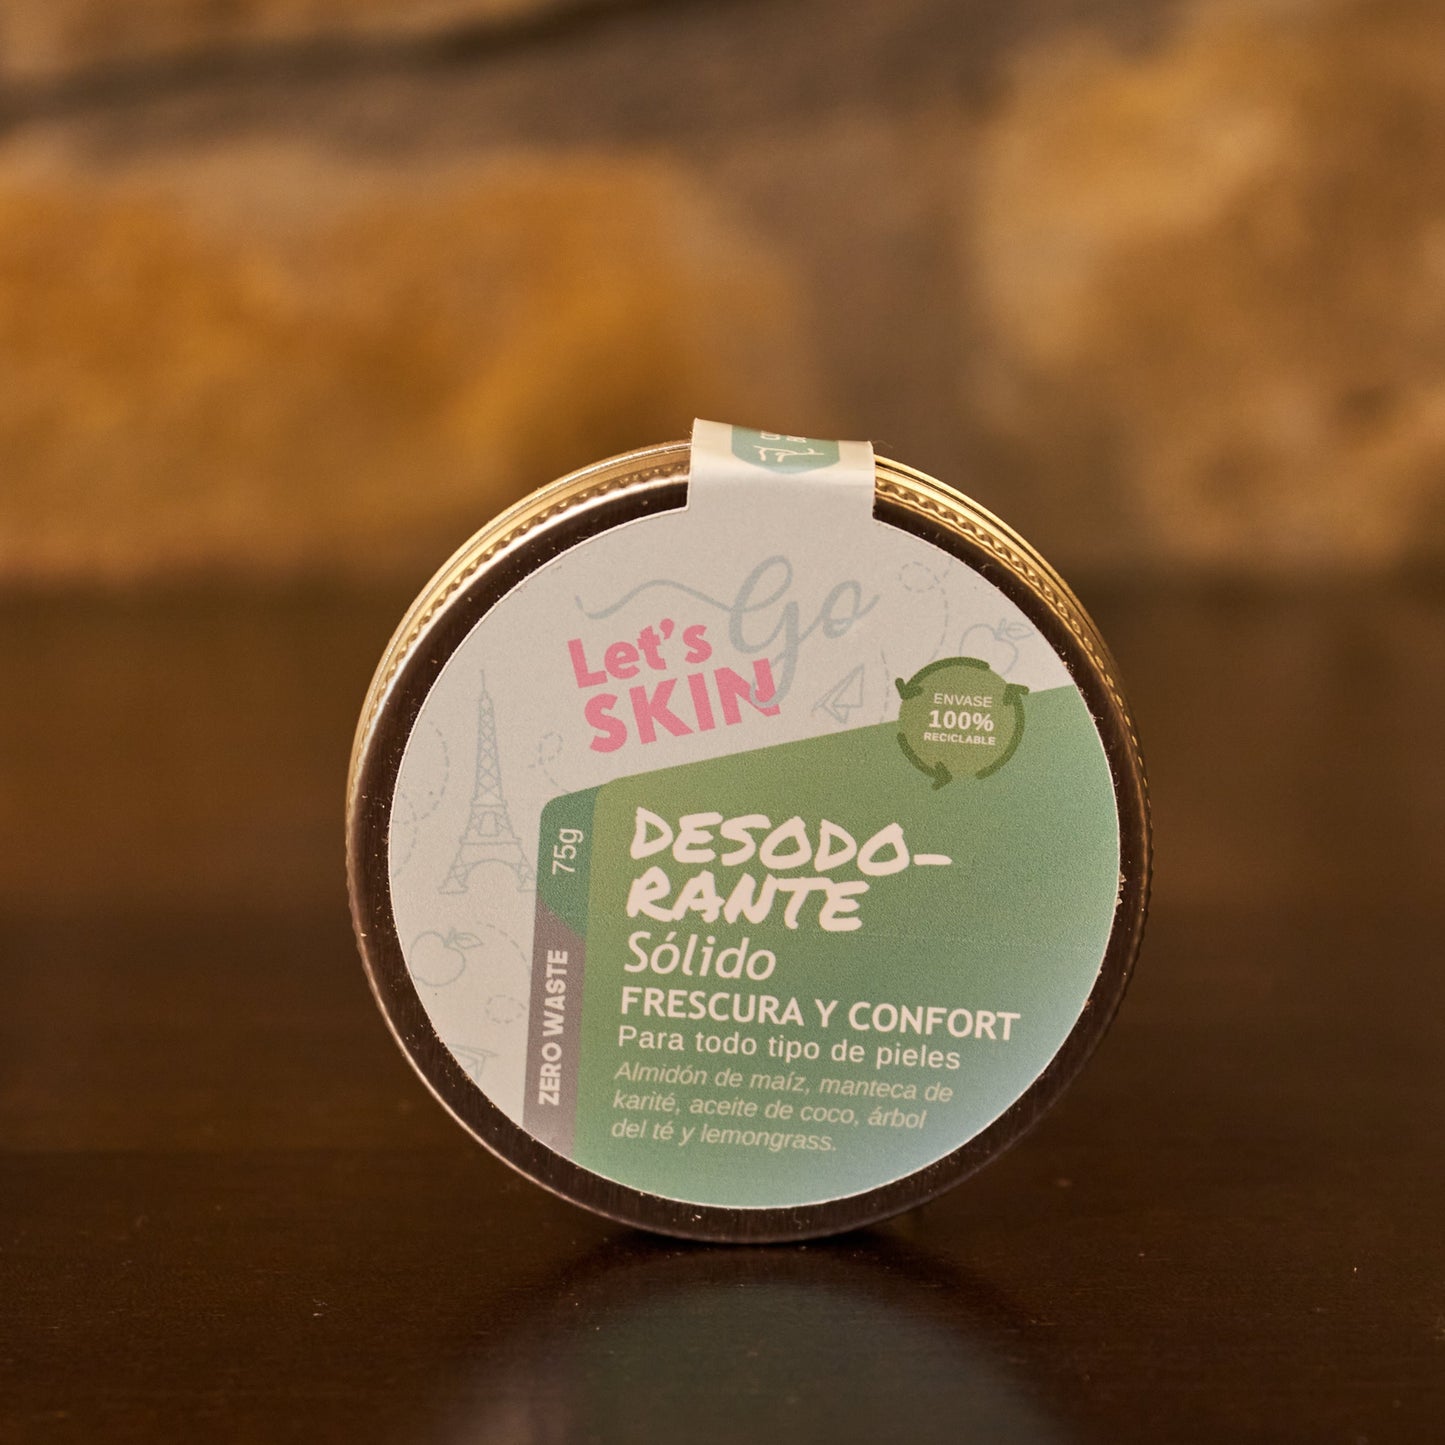 Let's go
SKIN
ENVASE
100%
RECICLABLE
75g
ZERO WASTE
DESODO-
RANTE
Sólido
FRESCURA Y CONFORT
Para todo tipo de pieles
Almidón de maíz, manteca de
karité, aceite de coco, árbol
del té y lemongrass.